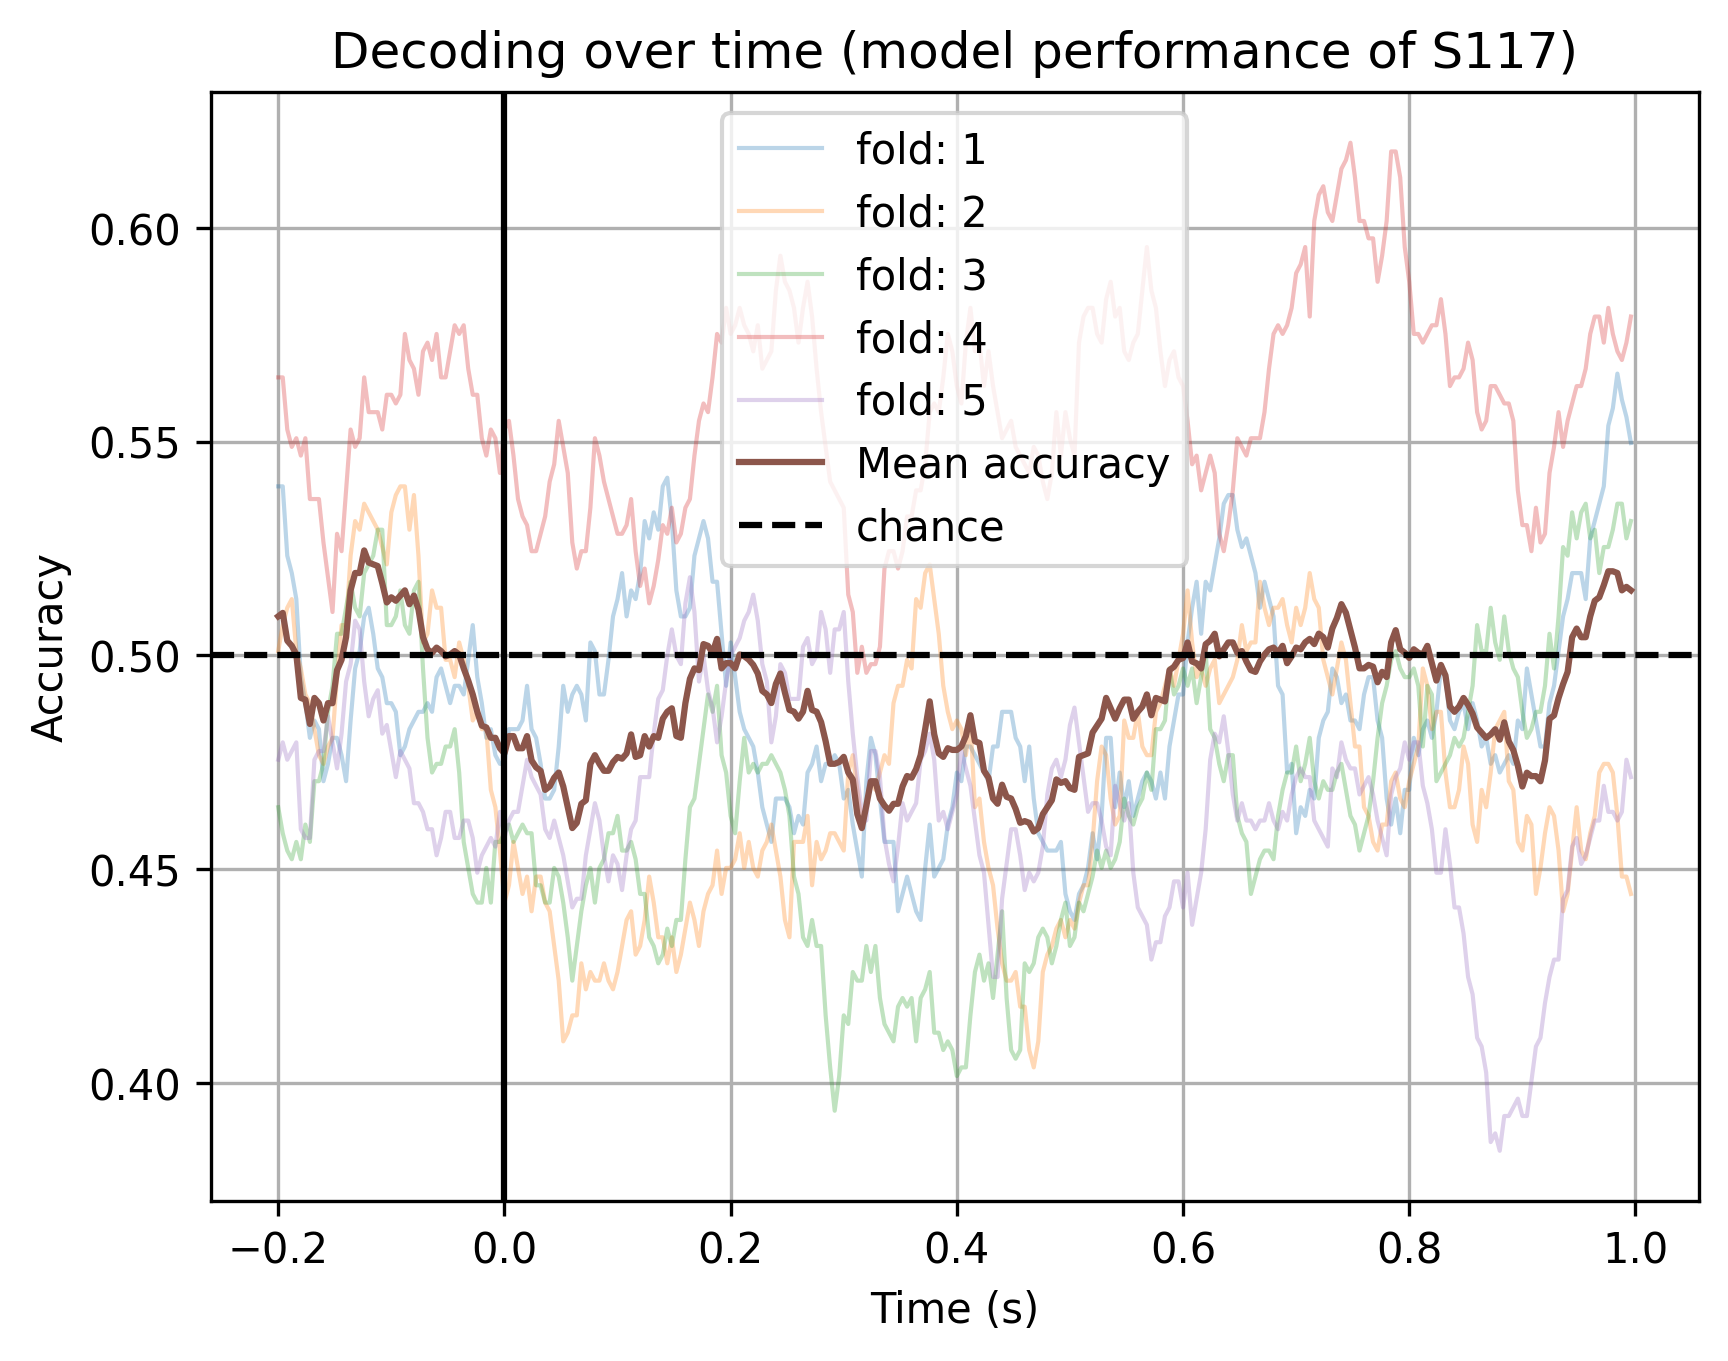 Decoding over time (model performance of S117)
fold: 1
fold: 2
fold: 3
fold: 4
fold: 5
Mean accuracy
chance
Accuracy
0.60
0.55
0.50
0.45
0.40
−0.2 0.0 0.2 0.4 0.6 0.8 1.0
Time (s)